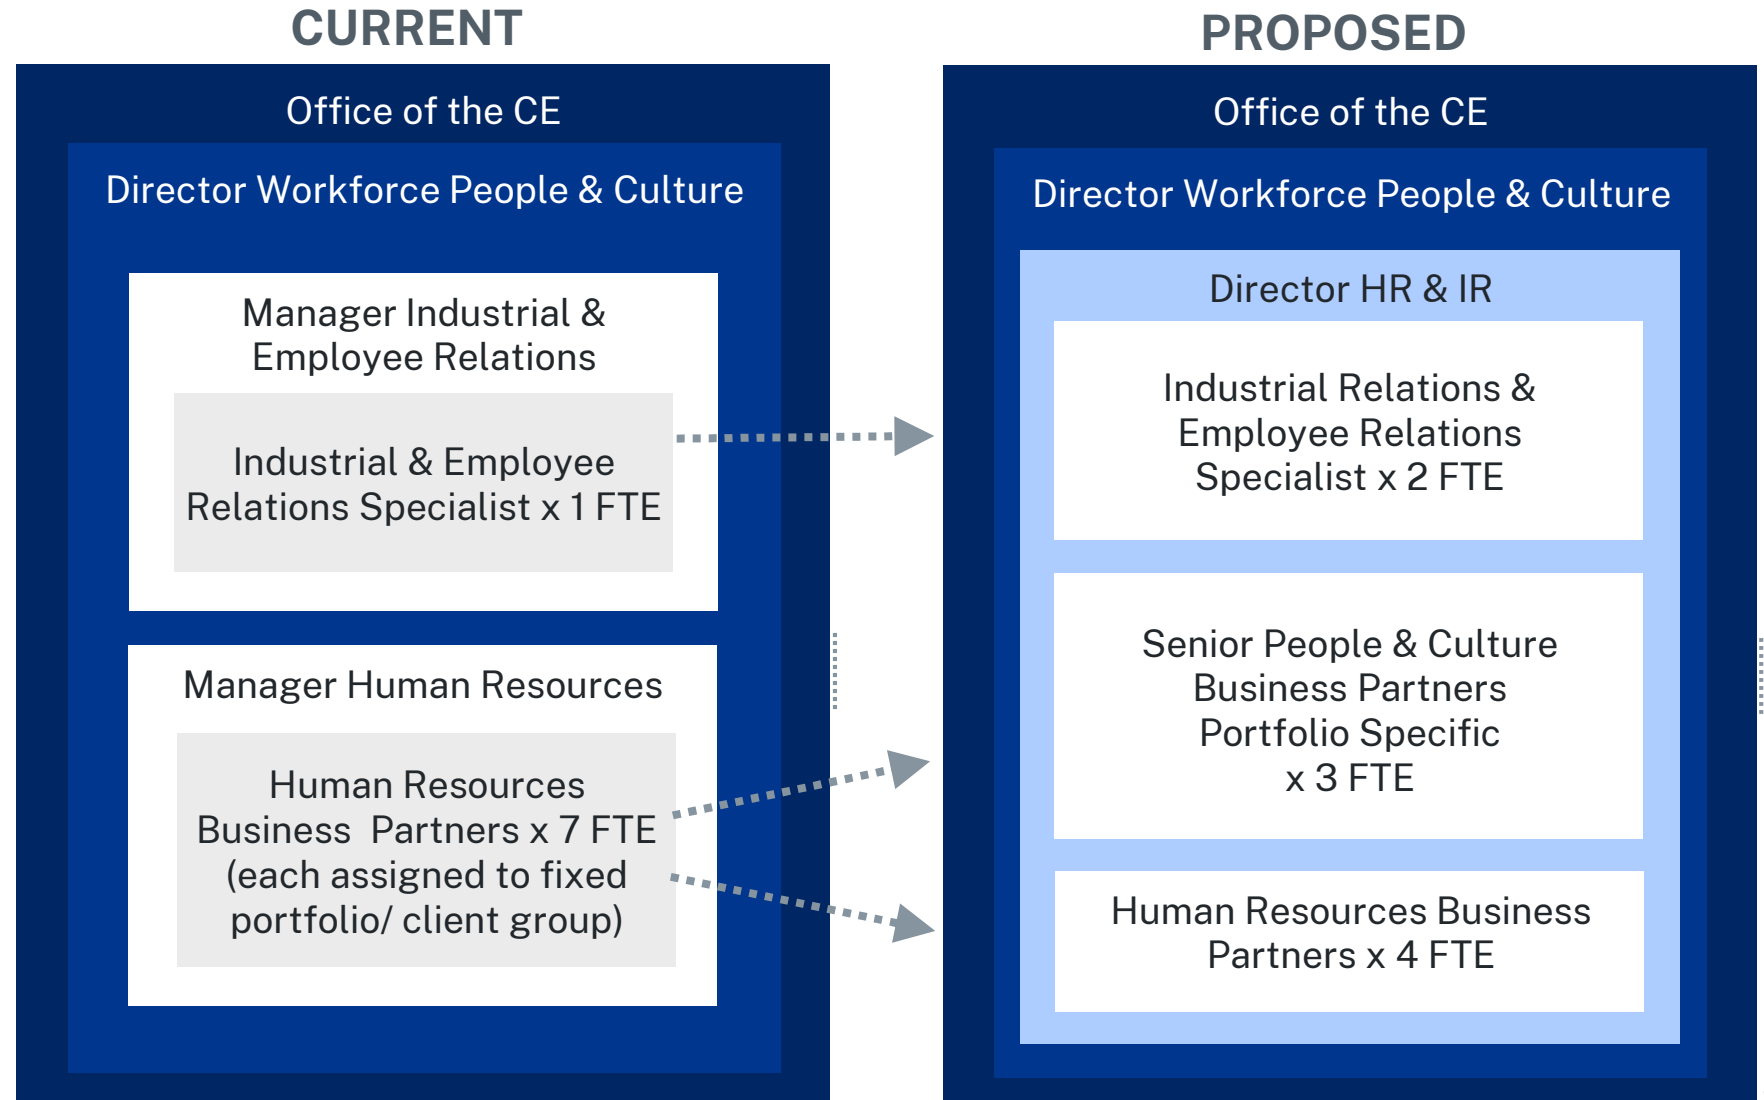 CURRENT
Office of the CE
Director Workforce People & Culture
Manager Industrial &
Employee Relations
Industrial & Employee
Relations Specialist x 1 FTE
Manager Human Resources
Human Resources
Business Partners x 7 FTE
(each assigned to fixed
portfolio/ client group)
PROPOSED
Office of the CE
Director Workforce People & Culture
Director HR & IR
Industrial Relations &
Employee Relations
Specialist x 2 FTE
Senior People & Culture
Business Partners
Portfolio Specific
x 3 FTE
Human Resources Business
Partners x 4 FTE